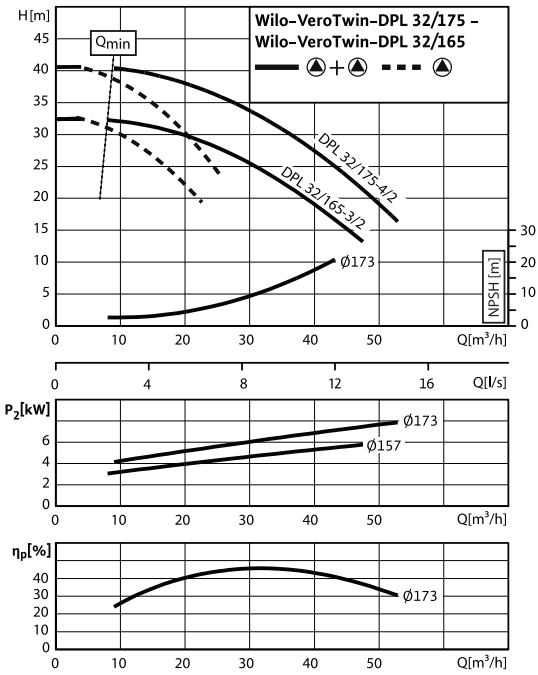 H [m]
Wilo–VeroTwin–DPL 32/175 –
Wilo–VeroTwin–DPL 32/165
+
Qmin
45
40
35
30
25
20
15
10
5
0
DPL 32/175-4/2
DPL 32/165-3/2
Ø173
30
20
10
0
NPSH [m]
0 10 20 30 40 50 Q[m³/h]
0 4 8 12 16 Q[l/s]
P₂[kW]
6
4
2
0
Ø173
Ø157
0 10 20 30 40 50 Q[m³/h]
ηp[%]
40
30
20
10
0
Ø173
0 10 20 30 40 50 Q[m³/h]